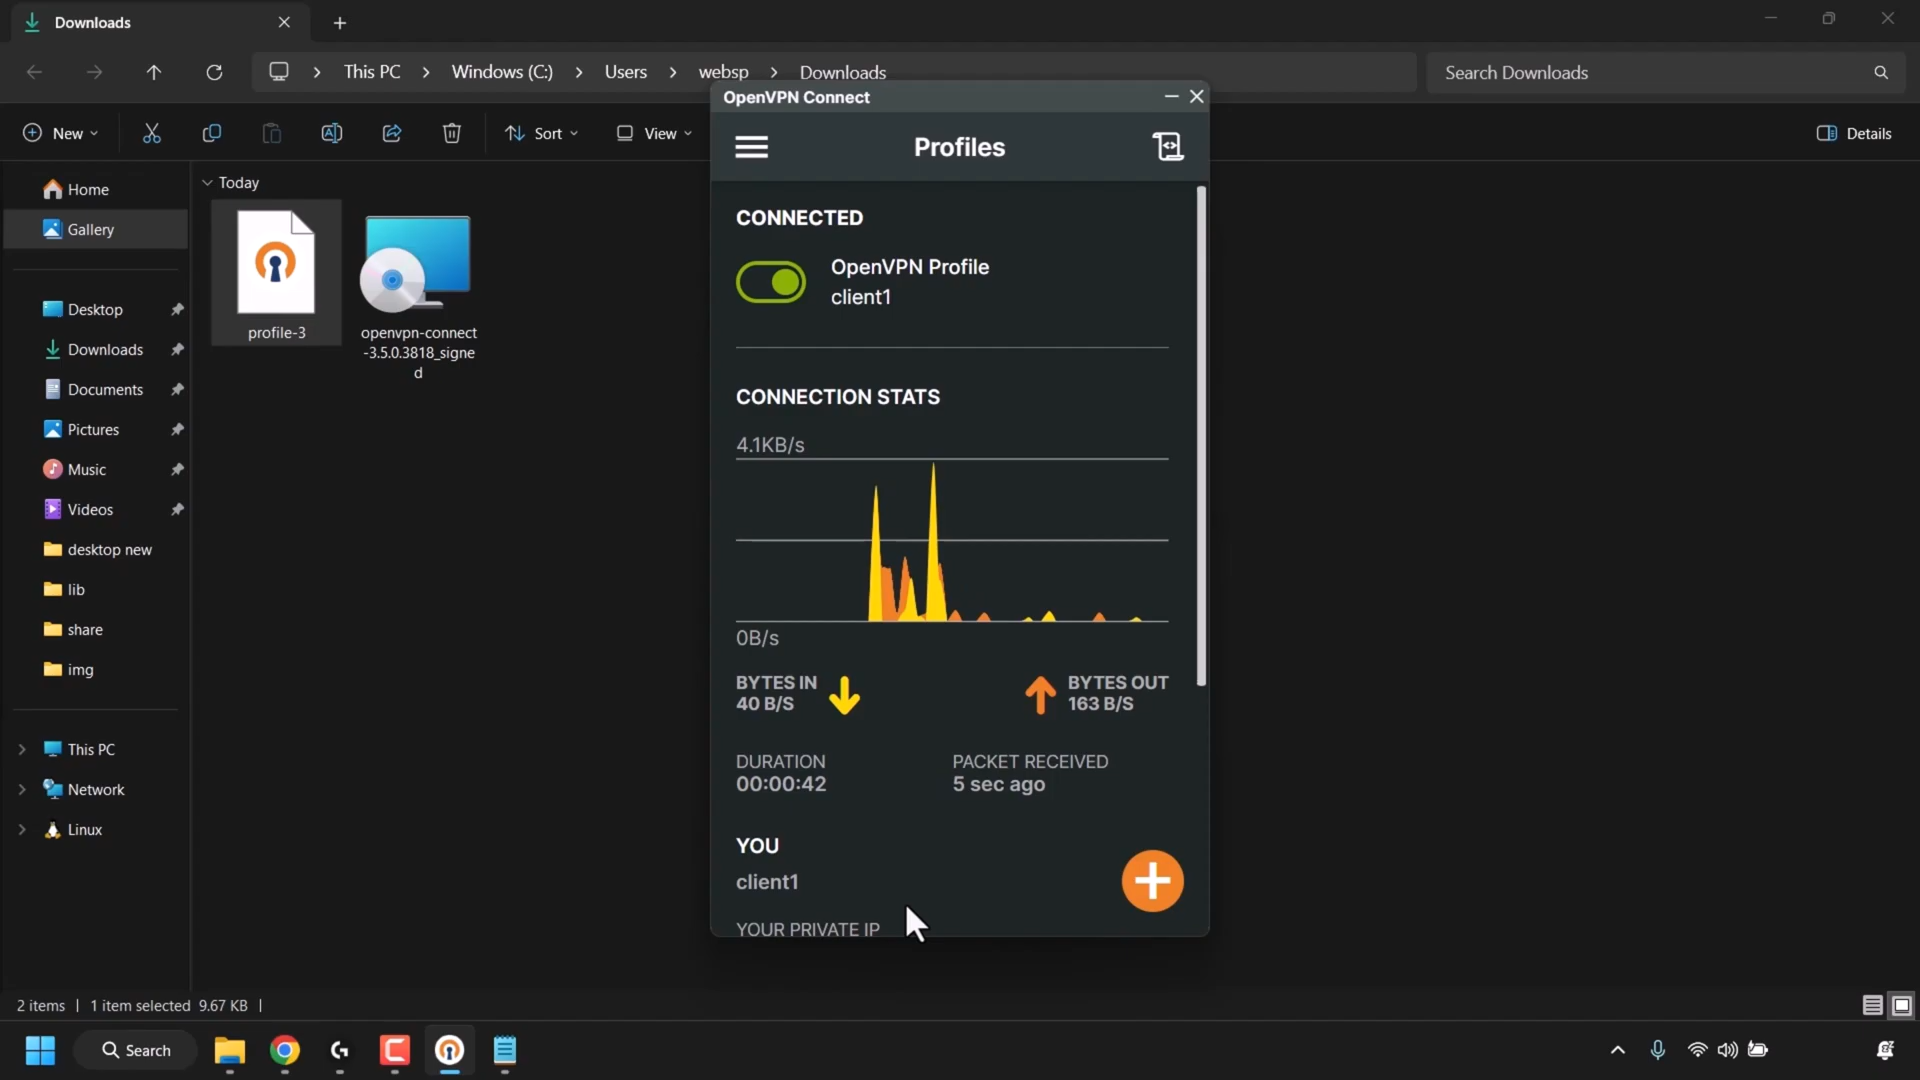 Downloads
This PC
Windows (C:)
Users
websp
Downloads
Search Downloads
New
Sort
View
Details
Home
Gallery
Desktop
Downloads
Documents
Pictures
Music
Videos
desktop new
lib
share
img
This PC
Network
Linux
Today
profile-3
openvpn-connect
-3.5.0.3818_signe
d
OpenVPN Connect
Profiles
CONNECTED
OpenVPN Profile
client1
CONNECTION STATS
4.1KB/s
0B/s
BYTES IN
40 B/S
BYTES OUT
163 B/S
DURATION
00:00:42
PACKET RECEIVED
5 sec ago
YOU
client1
YOUR PRIVATE IP
2 items
1 item selected 9.67 KB
Search